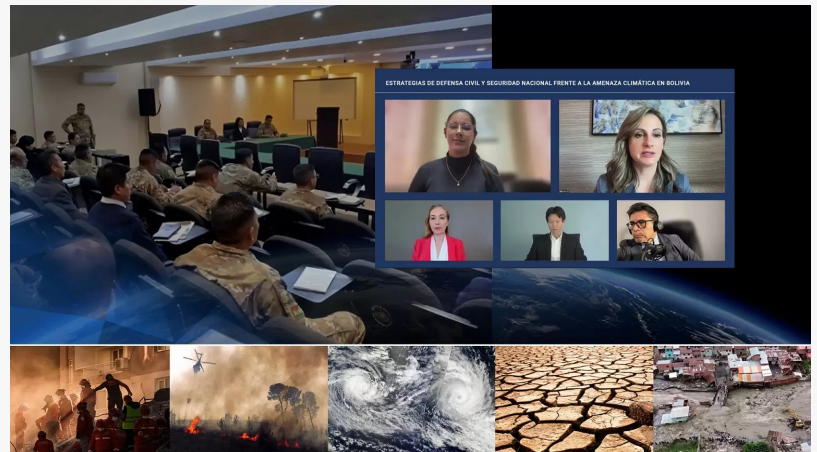 ESTRATEGIAS DE DEFENSA CIVIL Y SEGURIDAD NACIONAL FRENTE A LA AMENAZA CLIMÁTICA EN BOLIVIA